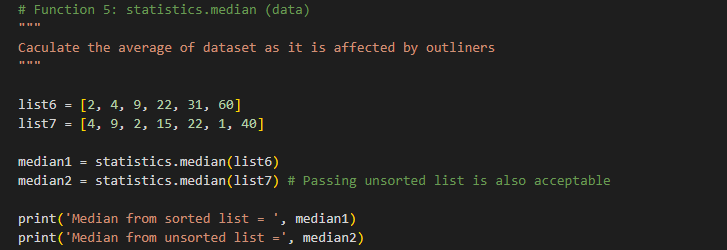 # Function 5: statistics.median (data)
"""
Caculate the average of dataset as it is affected by outliners
"""
list6 = [2, 4, 9, 22, 31, 60]
list7 = [4, 9, 2, 15, 22, 1, 40]
median1 = statistics.median(list6)
median2 = statistics.median(list7) # Passing unsorted list is also acceptable
print('Median from sorted list = ', median1)
print('Median from unsorted list =', median2)